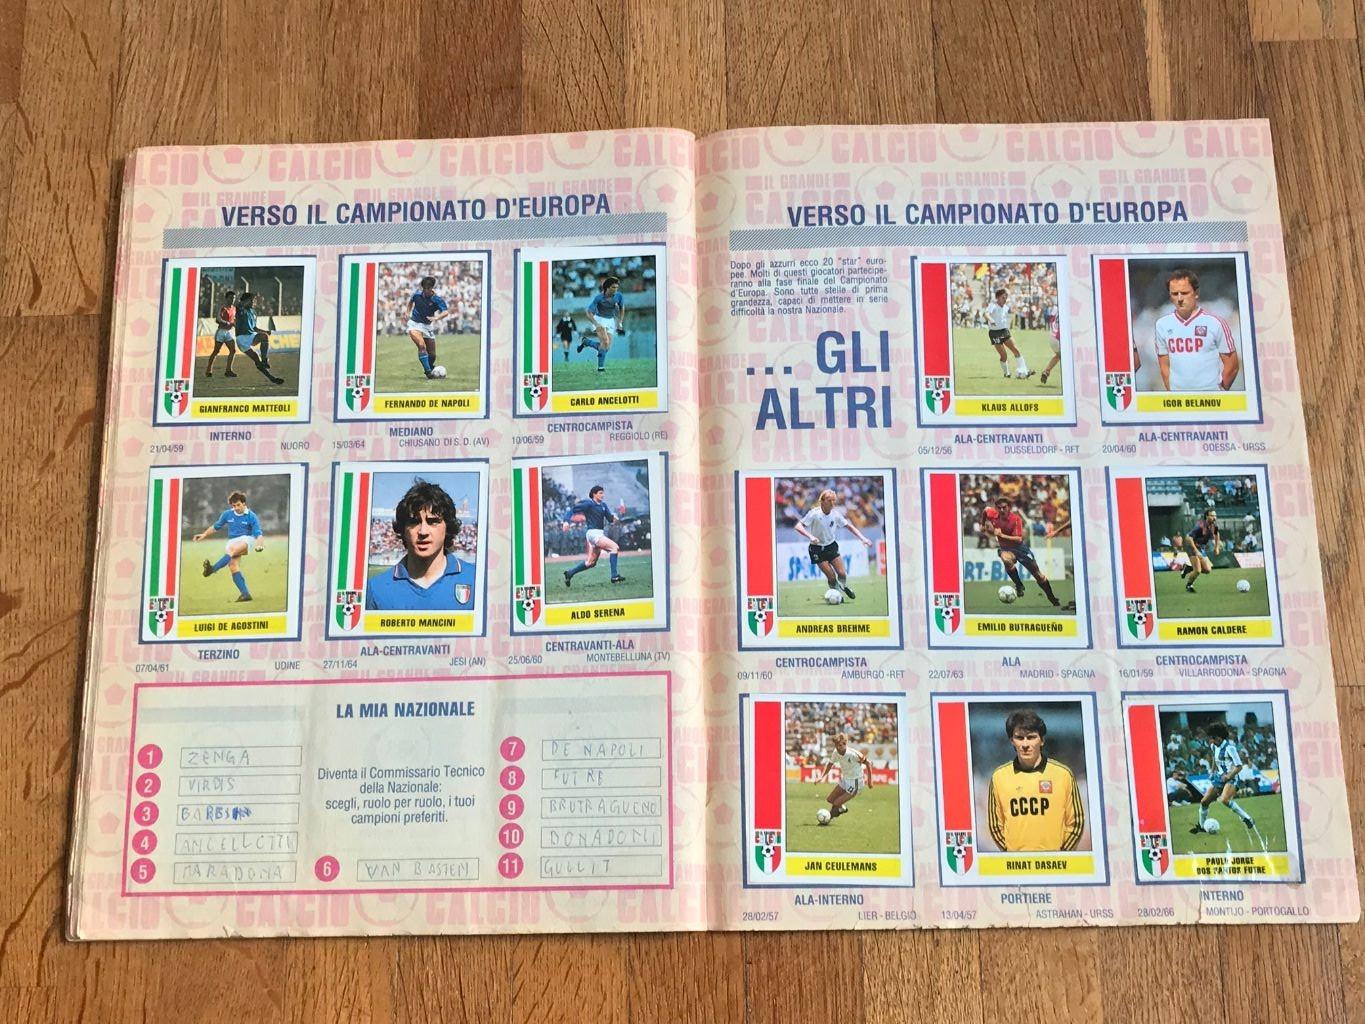 VERSO IL CAMPIONATO D'EUROPA
GIANFRANCO MATTEOLI
INTERNO
21/04/59 NUORO
FERNANDO DE NAPOLI
MEDIANO
15/03/64 CHIUSANO DI S. D. (AV)
CARLO ANCELOTTI
CENTROCAMPISTA
10/06/59 REGGIOLO (RE)
LUIGI DE AGOSTINI
TERZINO
07/04/61 UDINE
ROBERTO MANCINI
ALA-CENTRAVANTI
27/11/64 JESI (AN)
ALDO SERENA
CENTRAVANTI-ALA
25/06/60 MONTEBELLUNA (TV)
LA MIA NAZIONALE
Diventa il Commissario Tecnico
della Nazionale:
scegli, ruolo per ruolo, i tuoi
campioni preferiti.
1 ZENGA
2 VIRDIS
3
4 ANCELLOTTI
5 MARADONA
6 VAN BASTEN
7 DE NAPOLI
8 FUTRE
9 BRUTRAGUENO
10 DONADONI
11 GULLIT
VERSO IL CAMPIONATO D'EUROPA
Dopo gli azzurri ecco 20 "star" euro-
pee. Molti di questi giocatori partecipe-
ranno alla fase finale del Campionato
d'Europa. Sono tutte stelle di prima
grandezza, capaci di mettere in serie
difficoltà la nostra Nazionale.
... GLI
ALTRI
KLAUS ALLOFS
ALA-CENTRAVANTI
05/12/56 DUSSELDORF - RFT
CCCP
IGOR BELANOV
ALA-CENTRAVANTI
20/04/60 ODESSA - URSS
ANDREAS BREHME
CENTROCAMPISTA
09/11/60 AMBURGO - RFT
EMILIO BUTRAGUEÑO
ALA
22/07/63 MADRID - SPAGNA
RAMON CALDERE
CENTROCAMPISTA
16/01/59 VILLARRODONA - SPAGNA
JAN CEULEMANS
ALA-INTERNO
28/02/57 LIER - BELGIO
CCCP
RINAT DASAEV
PORTIERE
13/04/57 ASTRAKHAN - URSS
PAULO JORGE
DOS SANTOS FUTRE
INTERNO
28/02/66 MONTIJO - PORTOGALLO
IL GRANDE
CALCIO